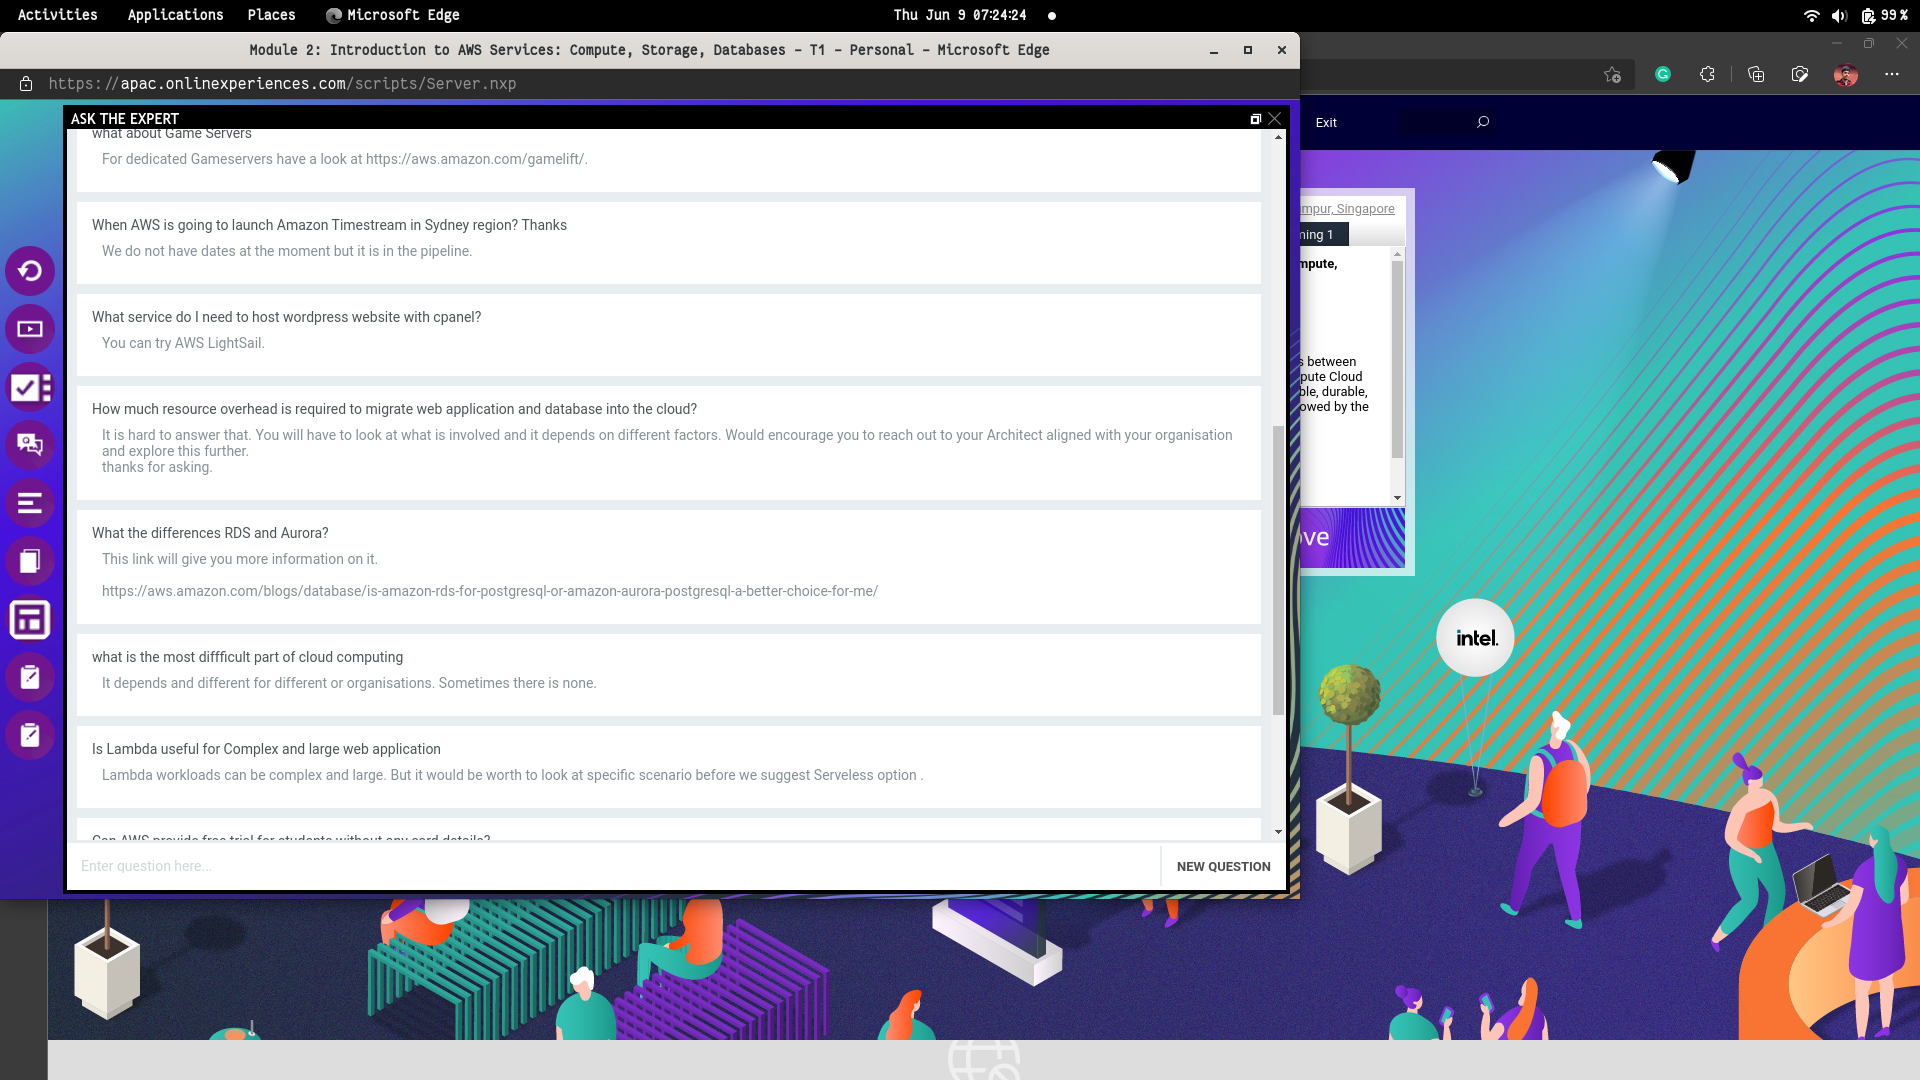 Activities Applications Places Microsoft Edge Thu Jun 9 07:24:24 99%
Module 2: Introduction to AWS Services: Compute, Storage, Databases - T1 - Personal - Microsoft Edge
https://apac.onlinexperiences.com/scripts/Server.nxp
ASK THE EXPERT
what about Game Servers
For dedicated Gameservers have a look at https://aws.amazon.com/gamelift/.
When AWS is going to launch Amazon Timestream in Sydney region? Thanks
We do not have dates at the moment but it is in the pipeline.
What service do I need to host wordpress website with cpanel?
You can try AWS LightSail.
How much resource overhead is required to migrate web application and database into the cloud?
It is hard to answer that. You will have to look at what is involved and it depends on different factors. Would encourage you to reach out to your Architect aligned with your organisation
and explore this further.
thanks for asking.
What the differences RDS and Aurora?
This link will give you more information on it.
https://aws.amazon.com/blogs/database/is-amazon-rds-for-postgresql-or-amazon-aurora-postgresql-a-better-choice-for-me/
what is the most diffficult part of cloud computing
It depends and different for different or organisations. Sometimes there is none.
Is Lambda useful for Complex and large web application
Lambda workloads can be complex and large. But it would be worth to look at specific scenario before we suggest Serveless option .
Can AWS provide free trial for students without any card details?
Enter question here...
NEW QUESTION
Exit
mpur, Singapore
ning 1
mpute,
s between
pute Cloud
ble, durable,
owed by the
ove
intel.